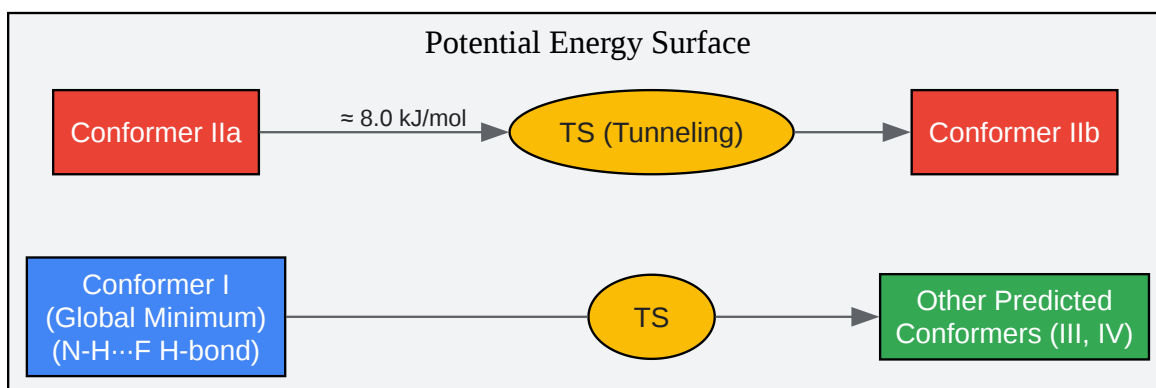 Potential Energy Surface
Conformer IIa
≈ 8.0 kJ/mol
TS (Tunneling)
Conformer IIb
Conformer I
(Global Minimum)
(N-H···F H-bond)
TS
Other Predicted
Conformers (III, IV)